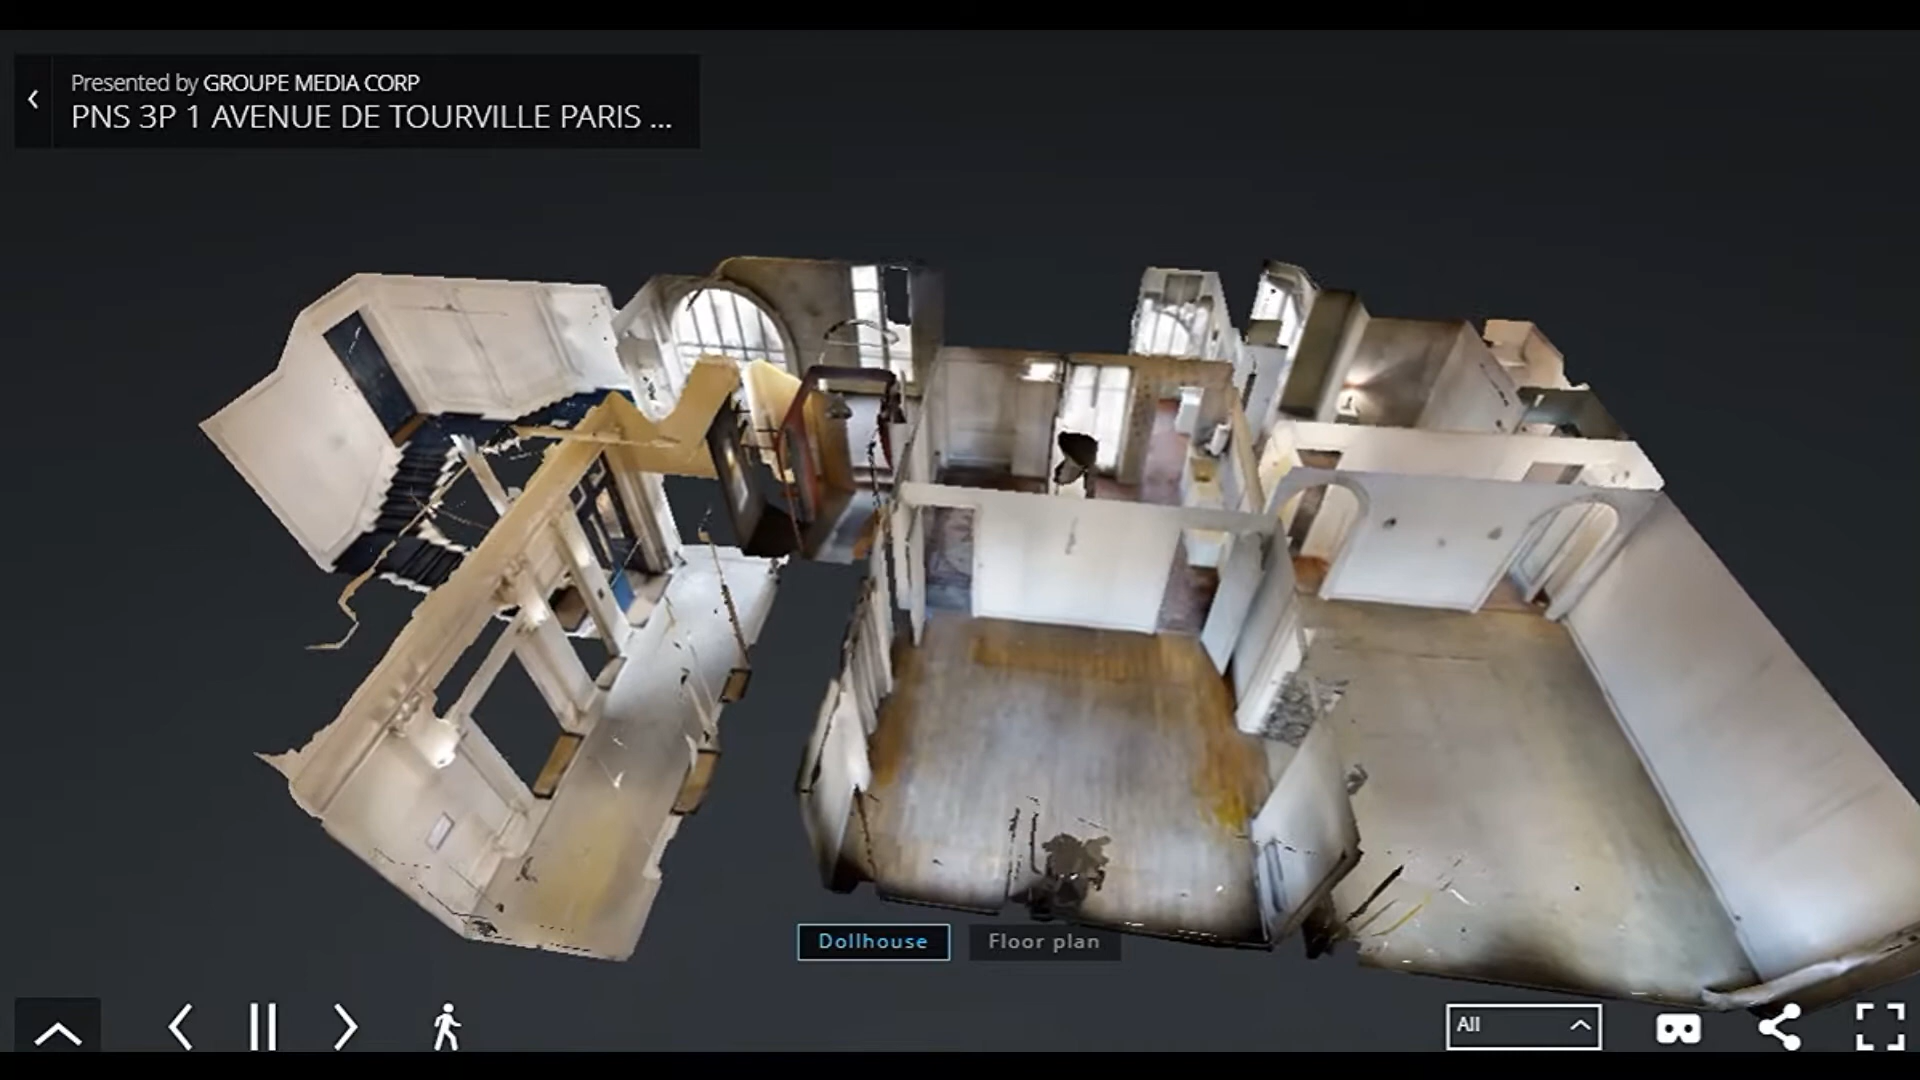 Presented by GROUPE MEDIA CORP
PNS 3P 1 AVENUE DE TOURVILLE PARIS ...
Dollhouse
Floor plan
All